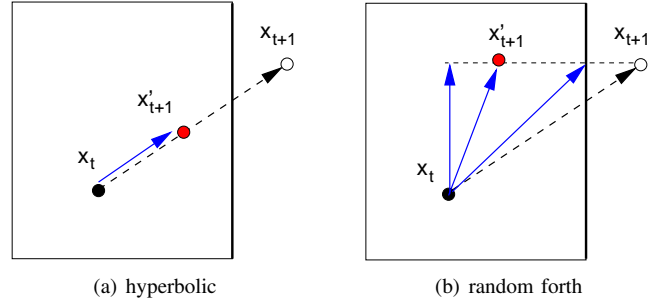 x_{t+1}
x'_{t+1}
x_t
(a) hyperbolic
x'_{t+1}
x_{t+1}
x_t
(b) random forth